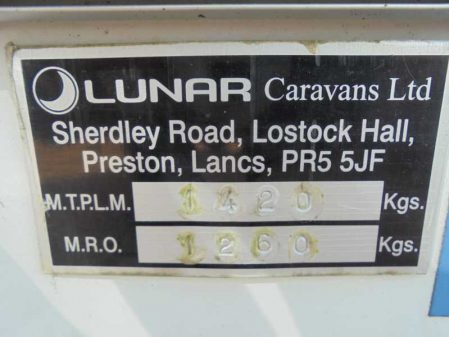 LUNAR Caravans Ltd
Sherdley Road, Lostock Hall,
Preston, Lancs, PR5 5JF
M.T.P.L.M. 1420 Kgs.
M.R.O. 1260 Kgs.